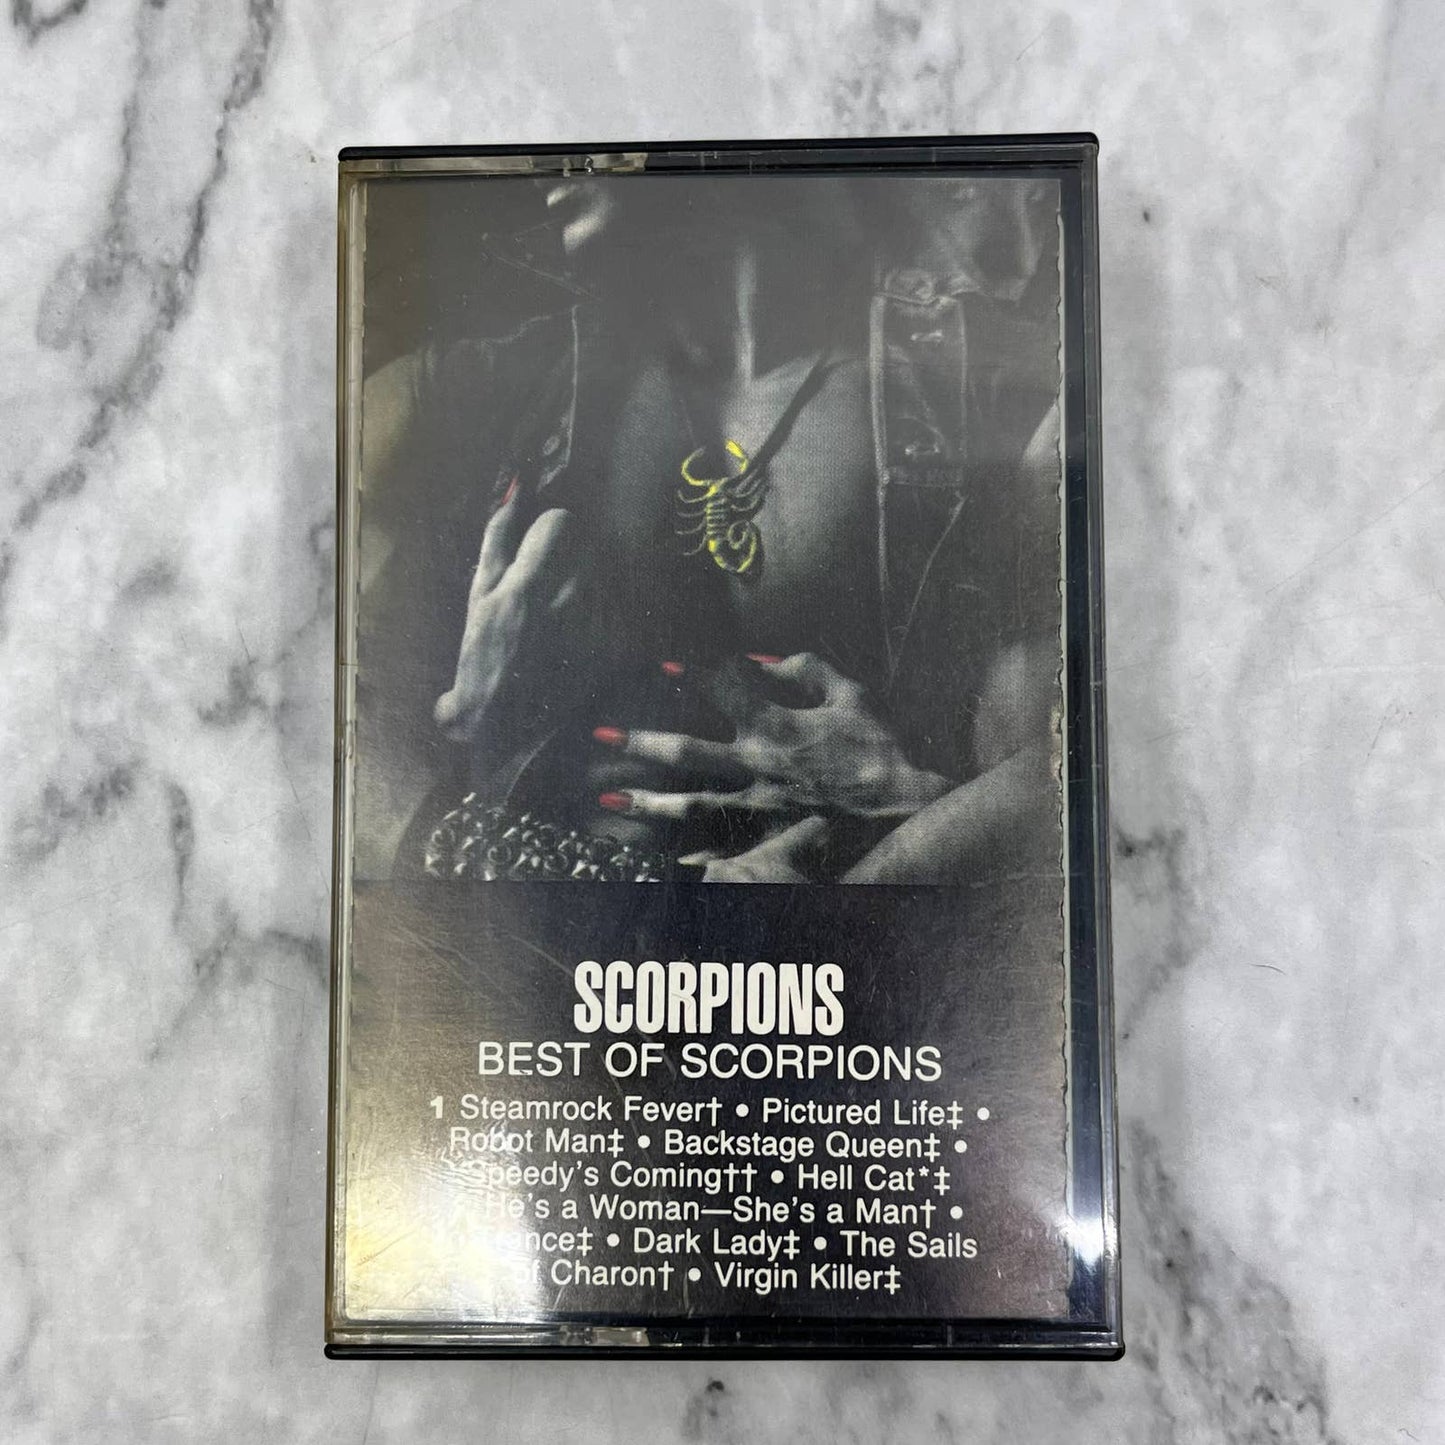 SCORPIONS
BEST OF SCORPIONS
1 Steamrock Fever† • Pictured Life‡ •
Robot Man‡ • Backstage Queen‡ •
Speedy's Coming†† • Hell Cat*‡
He's a Woman—She's a Man† •
‡ • Dark Lady‡ • The Sails
of Charon† • Virgin Killer‡